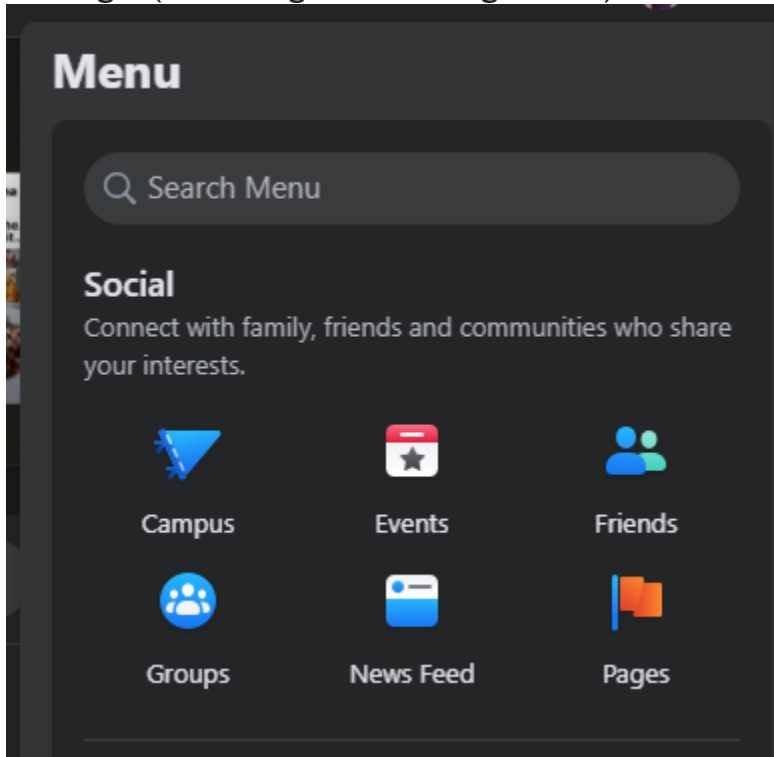 Menu
Search Menu
Social
Connect with family, friends and communities who share
your interests.
Campus Events Friends
Groups News Feed Pages